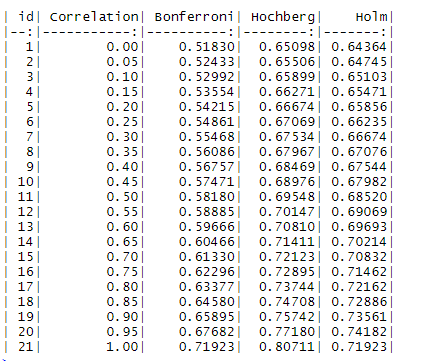 | id| Correlation| Bonferroni| Hochberg| Holm|
|--:|-----------:|----------:|--------:|-------:|
| 1| 0.00| 0.51830| 0.65098| 0.64364|
| 2| 0.05| 0.52433| 0.65506| 0.64745|
| 3| 0.10| 0.52992| 0.65899| 0.65103|
| 4| 0.15| 0.53554| 0.66271| 0.65471|
| 5| 0.20| 0.54215| 0.66674| 0.65856|
| 6| 0.25| 0.54861| 0.67069| 0.66235|
| 7| 0.30| 0.55468| 0.67534| 0.66674|
| 8| 0.35| 0.56086| 0.67967| 0.67076|
| 9| 0.40| 0.56757| 0.68469| 0.67544|
| 10| 0.45| 0.57471| 0.68976| 0.67982|
| 11| 0.50| 0.58180| 0.69548| 0.68520|
| 12| 0.55| 0.58885| 0.70147| 0.69069|
| 13| 0.60| 0.59666| 0.70810| 0.69693|
| 14| 0.65| 0.60466| 0.71411| 0.70214|
| 15| 0.70| 0.61330| 0.72123| 0.70832|
| 16| 0.75| 0.62296| 0.72895| 0.71462|
| 17| 0.80| 0.63377| 0.73744| 0.72162|
| 18| 0.85| 0.64580| 0.74708| 0.72886|
| 19| 0.90| 0.65895| 0.75742| 0.73561|
| 20| 0.95| 0.67682| 0.77180| 0.74182|
| 21| 1.00| 0.71923| 0.80711| 0.71923|